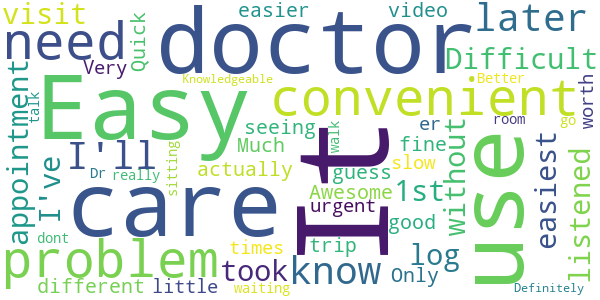 visit
easier
video
later
need
Quick
doctor
Difficult
Very
Knowledgeable
Better
talk
Easy
convenient
worth
appointment
I've
I'll
seeing
Much
walk
er
fine
without
room
go
easiest
listened
Dr
really
sitting
actually
It
guess
slow
use
care
Awesome
1st
urgent
good
dont
problem
times
trip
log
took
know
Only
different
little
waiting
Definitely